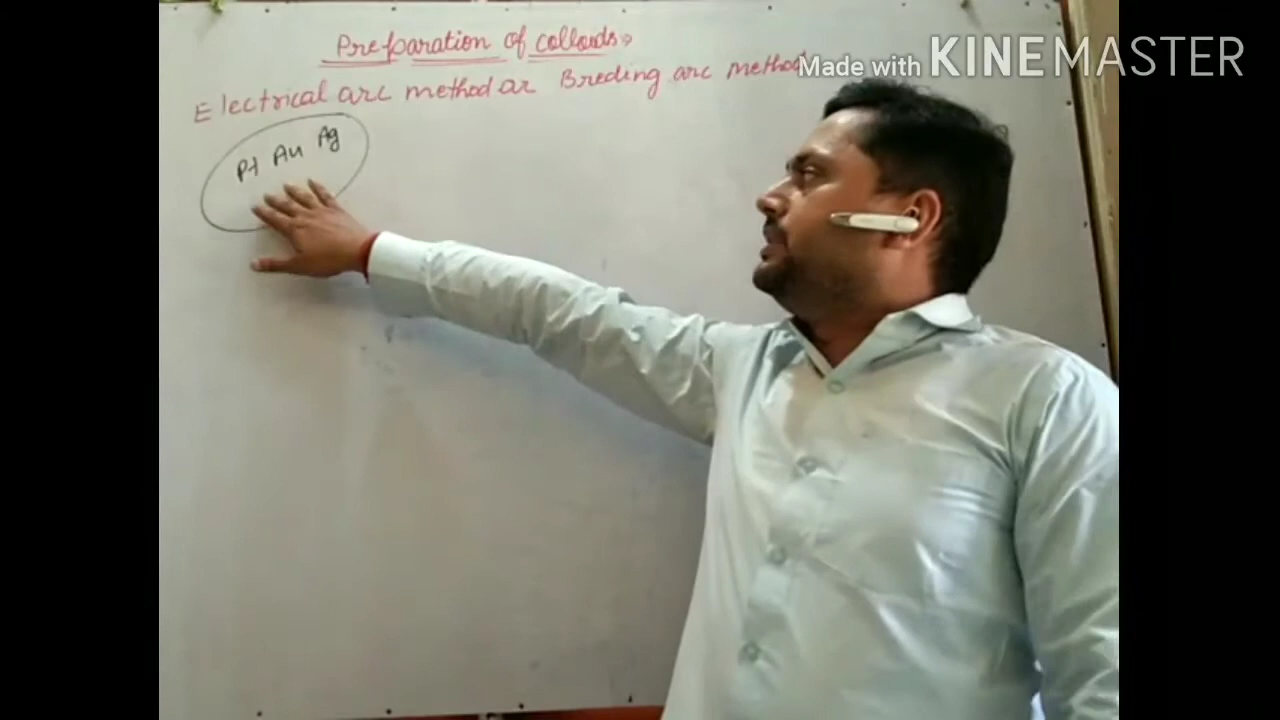 Preparation of colloids
Electrical arc method or Breding arc method
Made with KINEMASTER
Pt Au Ag